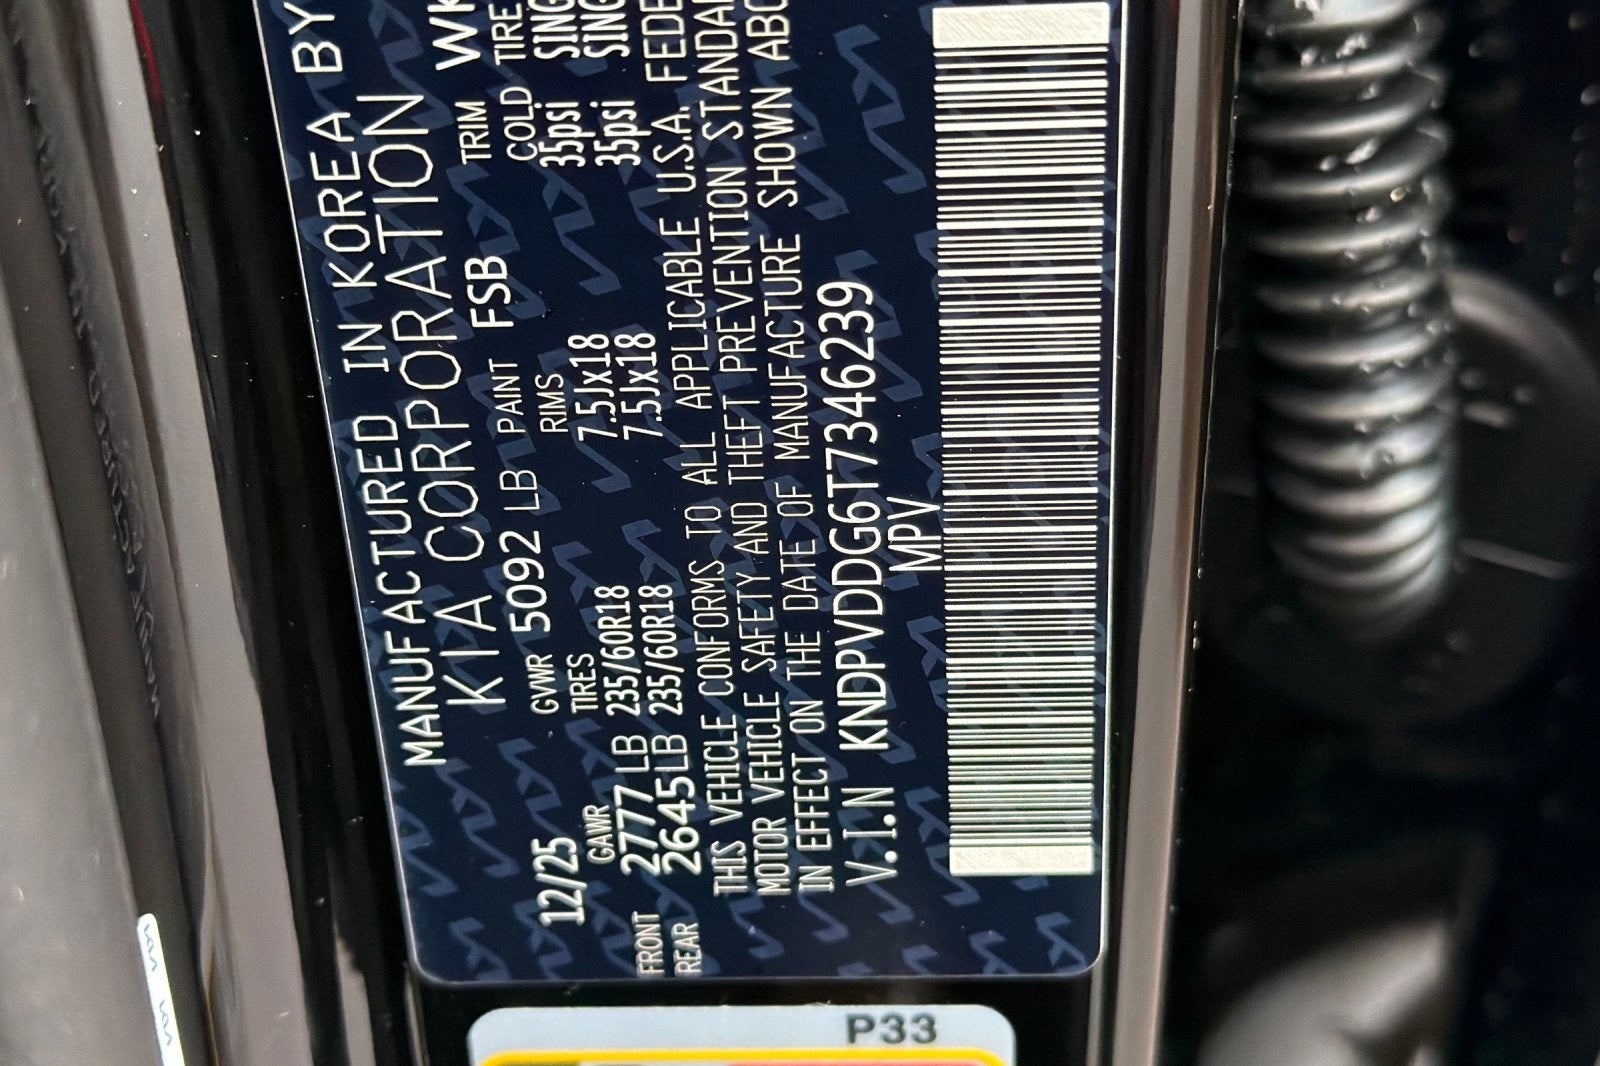 MANUFACTURED IN KOREA BY
KIA CORPORATION
12/25 GVWR 5092 LB PAINT FSB TRIM
GAWR TIRES RIMS COLD TIRE
FRONT 2777 LB 235/60R18 7.5Jx18 35psi
REAR 2645LB 235/60R18 7.5Jx18 35psi
THIS VEHICLE CONFORMS TO ALL APPLICABLE U.S.A.
MOTOR VEHICLE SAFETY AND THEFT PREVENTION
IN EFFECT ON THE DATE OF MANUFACTURE SHOWN
V.I.N KNDPVDDG6T7346239
MPV
P33